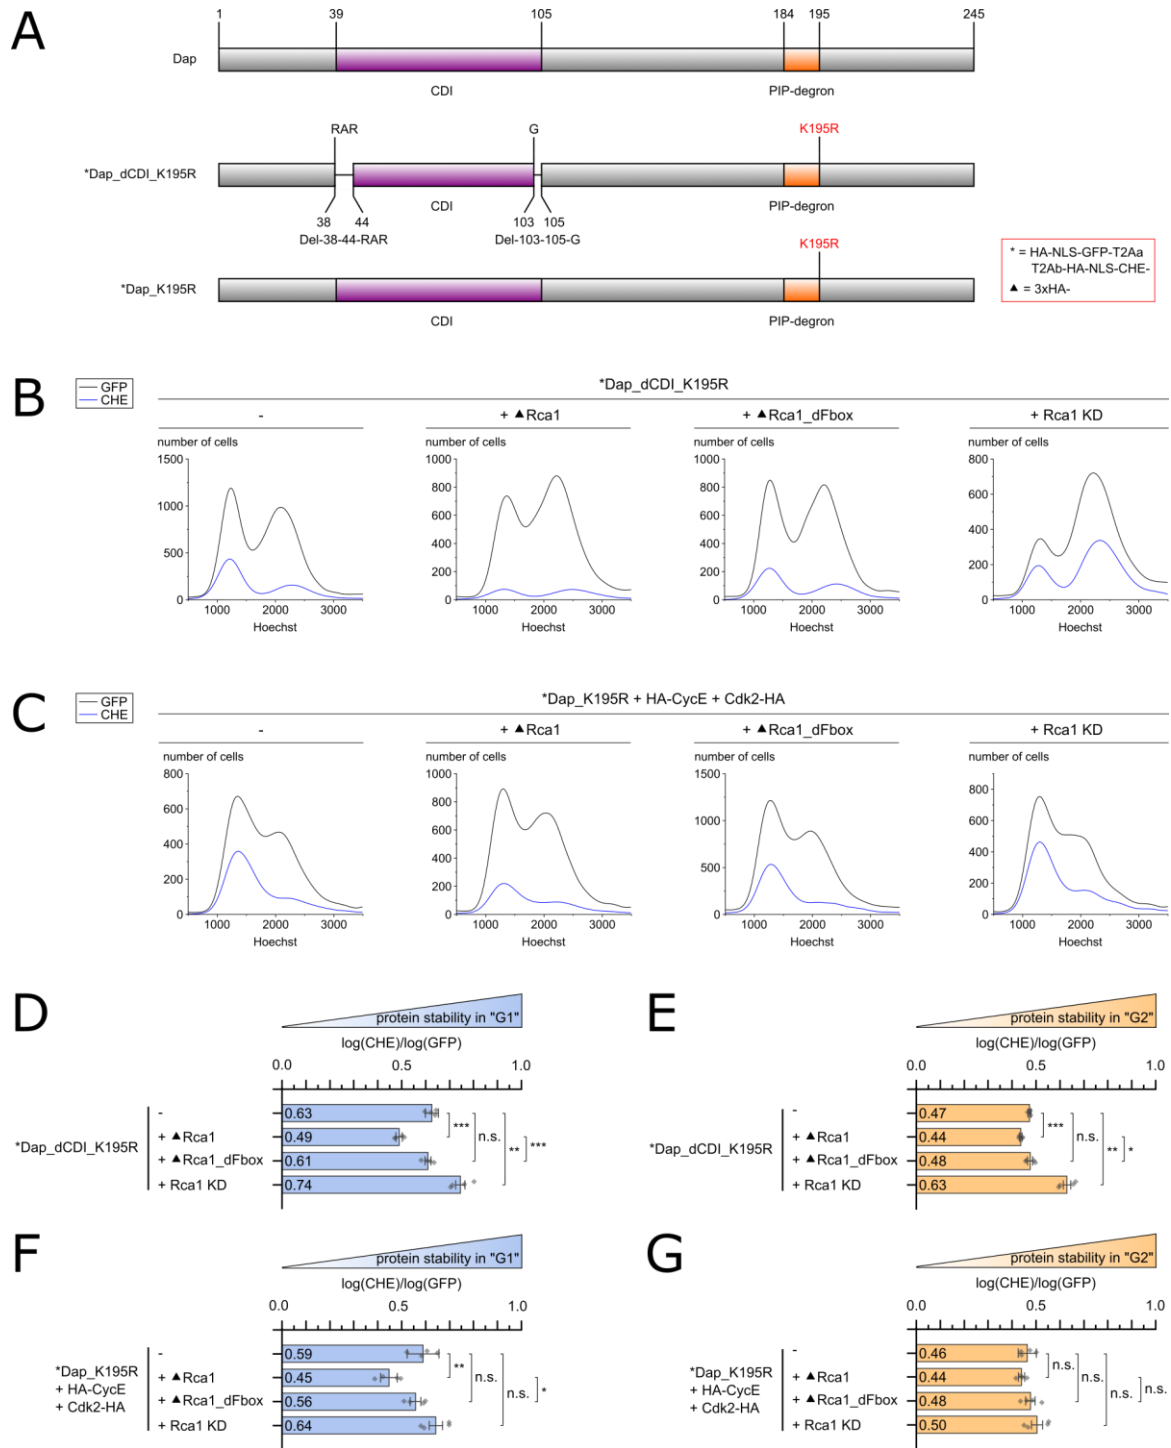 A
1 39 105 184 195 245
Dap
CDI PIP-degron
RAR G K195R
*Dap_dCDI_K195R
CDI PIP-degron
38 44 103 105
Del-38-44-RAR Del-103-105-G
K195R
*Dap_K195R
CDI PIP-degron
* = HA-NLS-GFP-T2Aa
T2Ab-HA-NLS-CHE-
▲ = 3xHA-
B
GFP
CHE
*Dap_dCDI_K195R
- + ▲Rca1 + ▲Rca1_dFbox + Rca1 KD
number of cells
1500
1000
500
0
1000 2000 3000
Hoechst
number of cells
1000
800
600
400
200
0
1000 2000 3000
Hoechst
number of cells
1000
800
600
400
200
0
1000 2000 3000
Hoechst
number of cells
800
600
400
200
0
1000 2000 3000
Hoechst
C
GFP
CHE
*Dap_K195R + HA-CycE + Cdk2-HA
- + ▲Rca1 + ▲Rca1_dFbox + Rca1 KD
number of cells
800
600
400
200
0
1000 2000 3000
Hoechst
number of cells
1000
800
600
400
200
0
1000 2000 3000
Hoechst
number of cells
1500
1000
500
0
1000 2000 3000
Hoechst
number of cells
1000
800
600
400
200
0
1000 2000 3000
Hoechst
D
protein stability in "G1"
log(CHE)/log(GFP)
0.0 0.5 1.0
*Dap_dCDI_K195R
- 0.63
+ ▲Rca1 0.49
+ ▲Rca1_dFbox 0.61
+ Rca1 KD 0.74
*** n.s. ** ***
E
protein stability in "G2"
log(CHE)/log(GFP)
0.0 0.5 1.0
*Dap_dCDI_K195R
- 0.47
+ ▲Rca1 0.44
+ ▲Rca1_dFbox 0.48
+ Rca1 KD 0.63
*** n.s. ** *
F
protein stability in "G1"
log(CHE)/log(GFP)
0.0 0.5 1.0
*Dap_K195R
+ HA-CycE
+ Cdk2-HA
- 0.59
+ ▲Rca1 0.45
+ ▲Rca1_dFbox 0.56
+ Rca1 KD 0.64
** n.s. n.s. *
G
protein stability in "G2"
log(CHE)/log(GFP)
0.0 0.5 1.0
*Dap_K195R
+ HA-CycE
+ Cdk2-HA
- 0.46
+ ▲Rca1 0.44
+ ▲Rca1_dFbox 0.48
+ Rca1 KD 0.50
n.s. n.s. n.s. n.s.